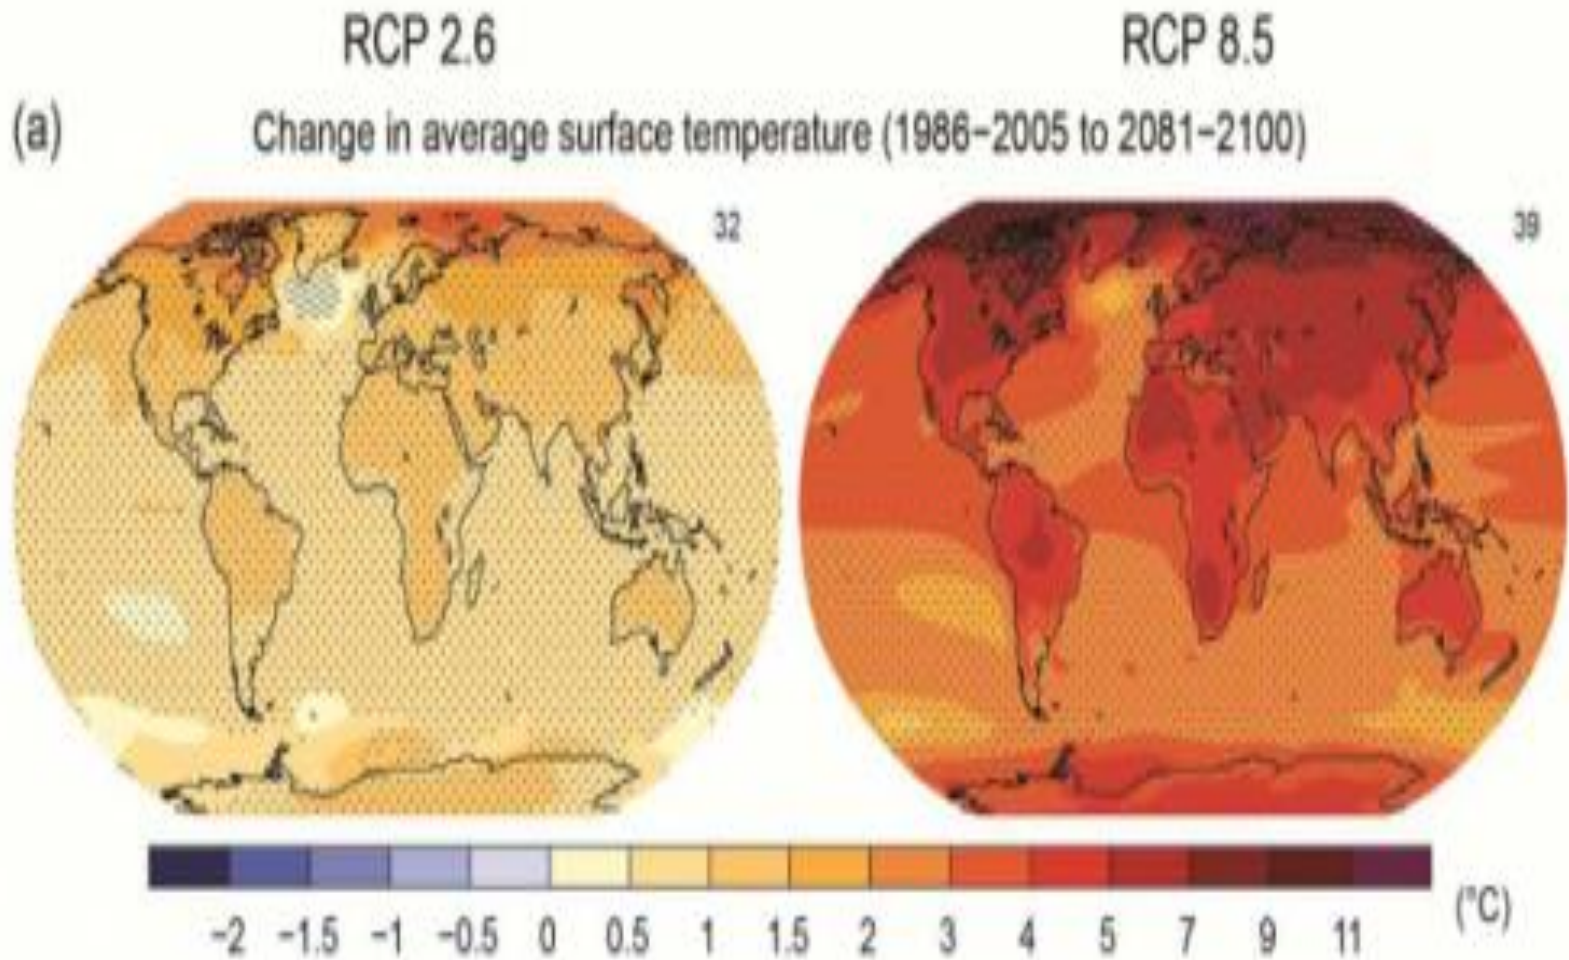 RCP 2.6 RCP 8.5
(a) Change in average surface temperature (1986−2005 to 2081−2100)
32 39
−2 −1.5 −1 −0.5 0 0.5 1 1.5 2 3 4 5 7 9 11 (°C)